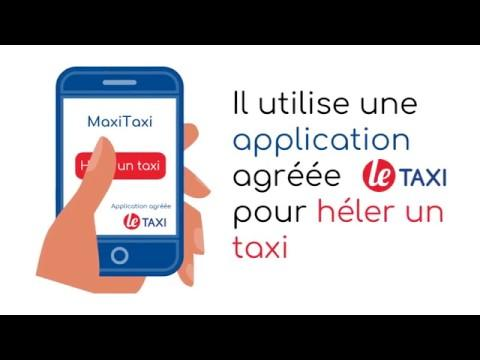 MaxiTaxi
un taxi
Application agréée
le TAXI
Il utilise une
application
agréée le TAXI
pour héler un
taxi